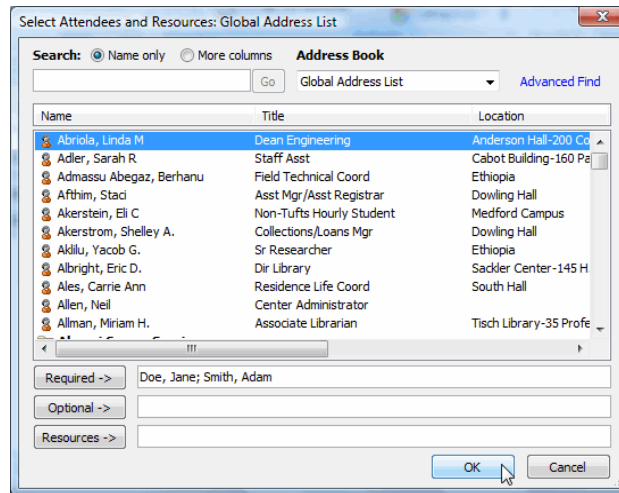 Select Attendees and Resources: Global Address List
Search: Name only More columns Address Book
Go Global Address List Advanced Find
Name Title Location
Abriola, Linda M Dean Engineering Anderson Hall-200 Co
Adler, Sarah R Staff Asst Cabot Building-160 Pa
Admassu Abegaz, Berhanu Field Technical Coord Ethiopia
Afthim, Staci Asst Mgr/Asst Registrar Dowling Hall
Akerstein, Eli C Non-Tufts Hourly Student Medford Campus
Akerstrom, Shelley A. Collections/Loans Mgr Dowling Hall
Aklilu, Yacob G. Sr Researcher Ethiopia
Albright, Eric D. Dir Library Sackler Center-145 H
Ales, Carrie Ann Residence Life Coord South Hall
Allen, Neil Center Administrator
Allman, Miriam H. Associate Librarian Tisch Library-35 Profe
Required -> Doe, Jane; Smith, Adam
Optional ->
Resources ->
OK Cancel